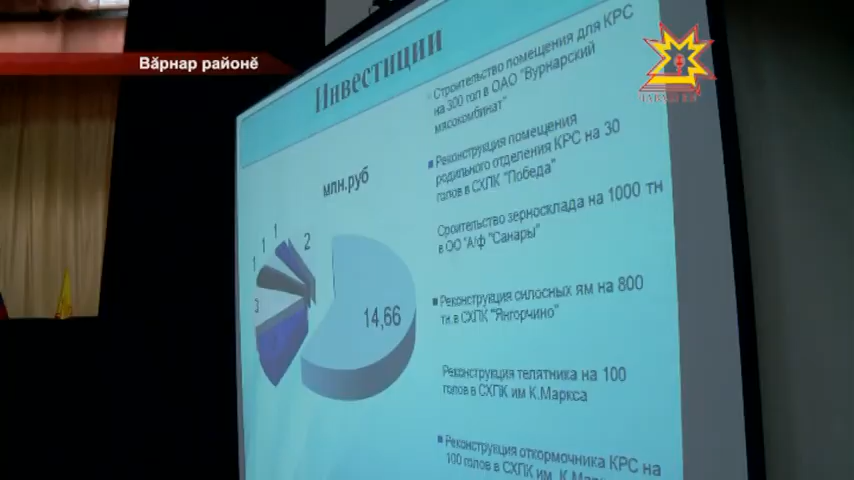 Вăрнар районĕ
Инвестиции
млн.руб
14,66
2
1
1
1
3
Строительство помещения для КРС
на 300 гол в ОАО "Вурнарский
мясокомбинат"
Реконструкция помещения
родильного отделения КРС на 30
голов в СХПК "Победа"
Сроительство зерносклада на 1000 тн
в ОО "А/ф "Санары"
Реконструкция силосных ям на 800
тн в СХПК "Янгорчино"
Реконструкция телятника на 100
голов в СХПК им К.Маркса
Реконструкция откормочника КРС на
100 голов в СХПК им.